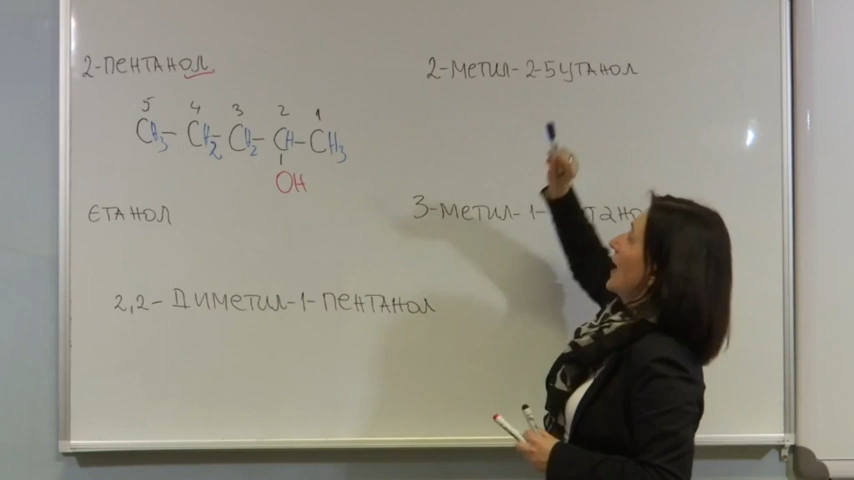 2-ПЕНТАНОЛ
5 4 3 2 1
CH₃-CH₂-CH₂-CH-CH₃
OH
ЕТАНОЛ
2,2-ДИМЕТИЛ-1-ПЕНТАНОЛ
2-МЕТИЛ-2-БУТАНОЛ
3-МЕТИЛ-1-